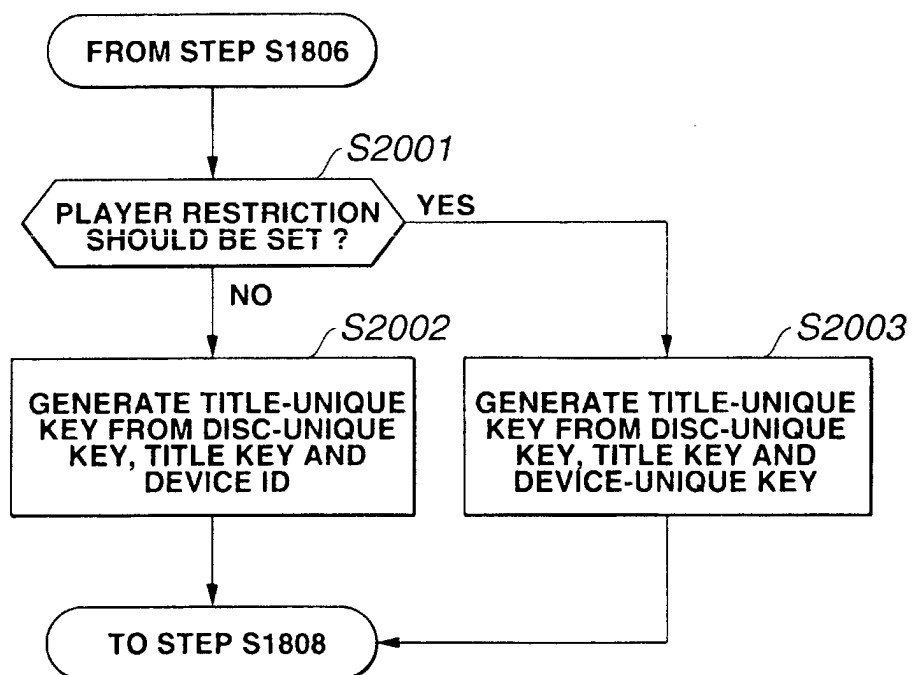 FROM STEP S1806
S2001
PLAYER RESTRICTION
SHOULD BE SET ?
YES
NO
S2002
GENERATE TITLE-UNIQUE
KEY FROM DISC-UNIQUE
KEY, TITLE KEY AND
DEVICE ID
S2003
GENERATE TITLE-UNIQUE
KEY FROM DISC-UNIQUE
KEY, TITLE KEY AND
DEVICE-UNIQUE KEY
TO STEP S1808